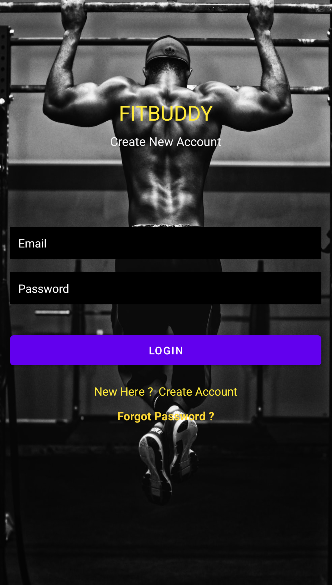 FITBUDDY
Create New Account
Email
Password
LOGIN
New Here ? Create Account
Forgot Password ?